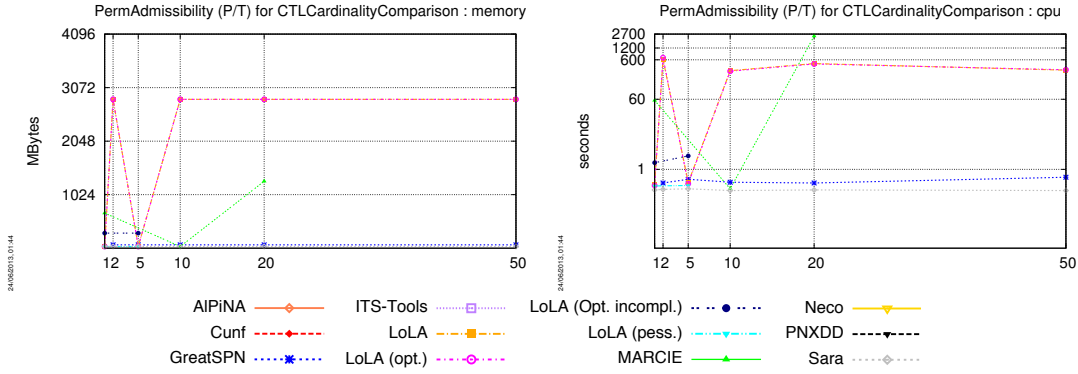 PermAdmissibility (P/T) for CTLCardinalityComparison : memory
4096
3072
2048
1024
MBytes
1 2 5 10 20 50
24/06/2013, 01:44
PermAdmissibility (P/T) for CTLCardinalityComparison : cpu
2700
1200
600
60
1
seconds
1 2 5 10 20 50
24/06/2013, 01:44
AlPiNA ITS-Tools LoLA (Opt. incompl.) Neco
Cunf LoLA LoLA (pess.) PNXDD
GreatSPN LoLA (opt.) MARCIE Sara